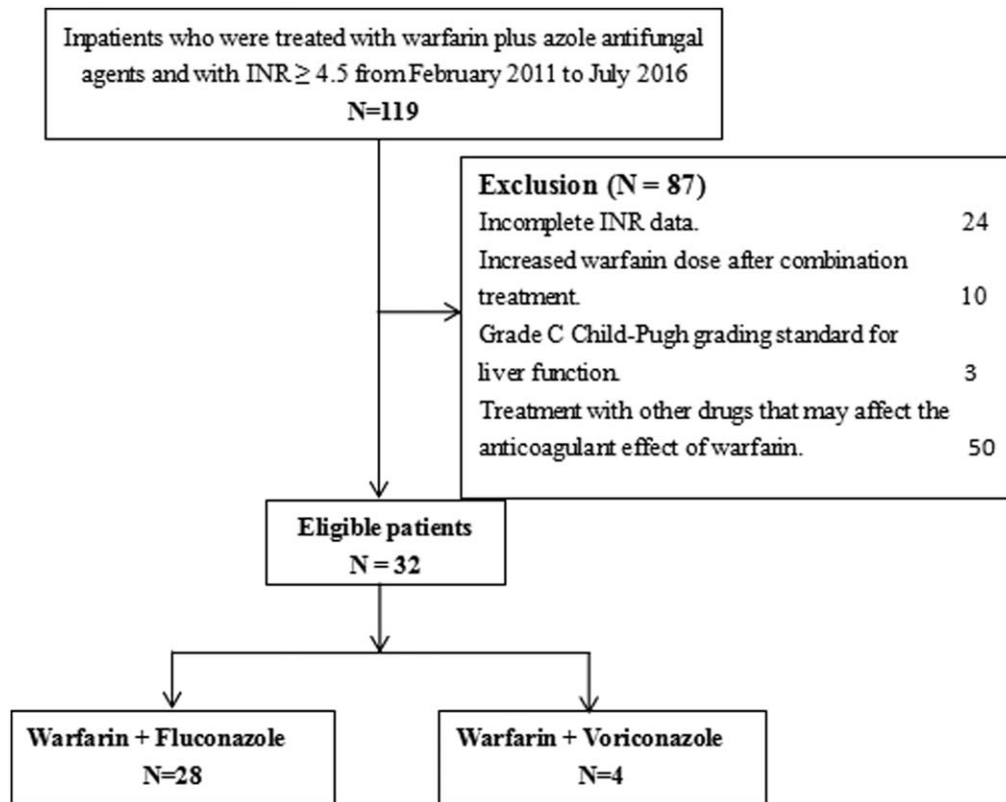 Inpatients who were treated with warfarin plus azole antifungal
agents and with INR ≥ 4.5 from February 2011 to July 2016
N=119
Exclusion (N = 87)
Incomplete INR data. 24
Increased warfarin dose after combination
treatment. 10
Grade C Child-Pugh grading standard for
liver function. 3
Treatment with other drugs that may affect the
anticoagulant effect of warfarin. 50
Eligible patients
N = 32
Warfarin + Fluconazole
N=28
Warfarin + Voriconazole
N=4